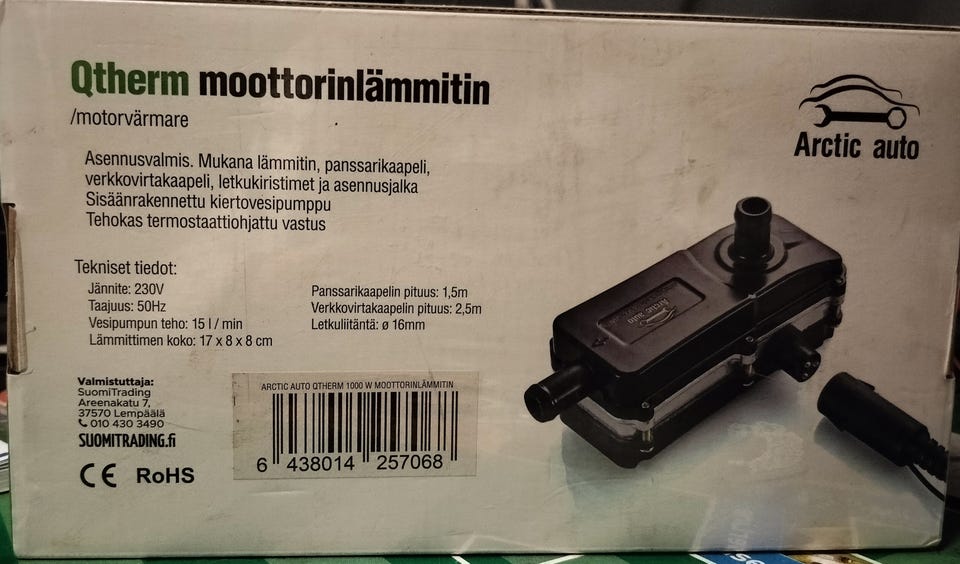 Qtherm moottorinlämmitin
/motorvärmare
Arctic auto
Asennusvalmis. Mukana lämmitin, panssarikaapeli,
verkkovirtakaapeli, letkukiristimet ja asennusjalka
Sisäänrakennettu kiertovesipumppu
Tehokas termostaattiohjattu vastus
Tekniset tiedot:
Jännite: 230V
Taajuus: 50Hz
Vesipumpun teho: 15 l / min
Lämmittimen koko: 17 x 8 x 8 cm
Panssarikaapelin pituus: 1,5m
Verkkovirtakaapelin pituus: 2,5m
Letkuliitäntä: ø 16mm
Valmistuttaja:
SuomiTrading
Areenakatu 7,
37570 Lempäälä
010 430 3490
SUOMITRADING.fi
CE RoHS
ARCTIC AUTO QTHERM 1000 W MOOTTORINLÄMMITIN
6 438014 257068
Arctic auto